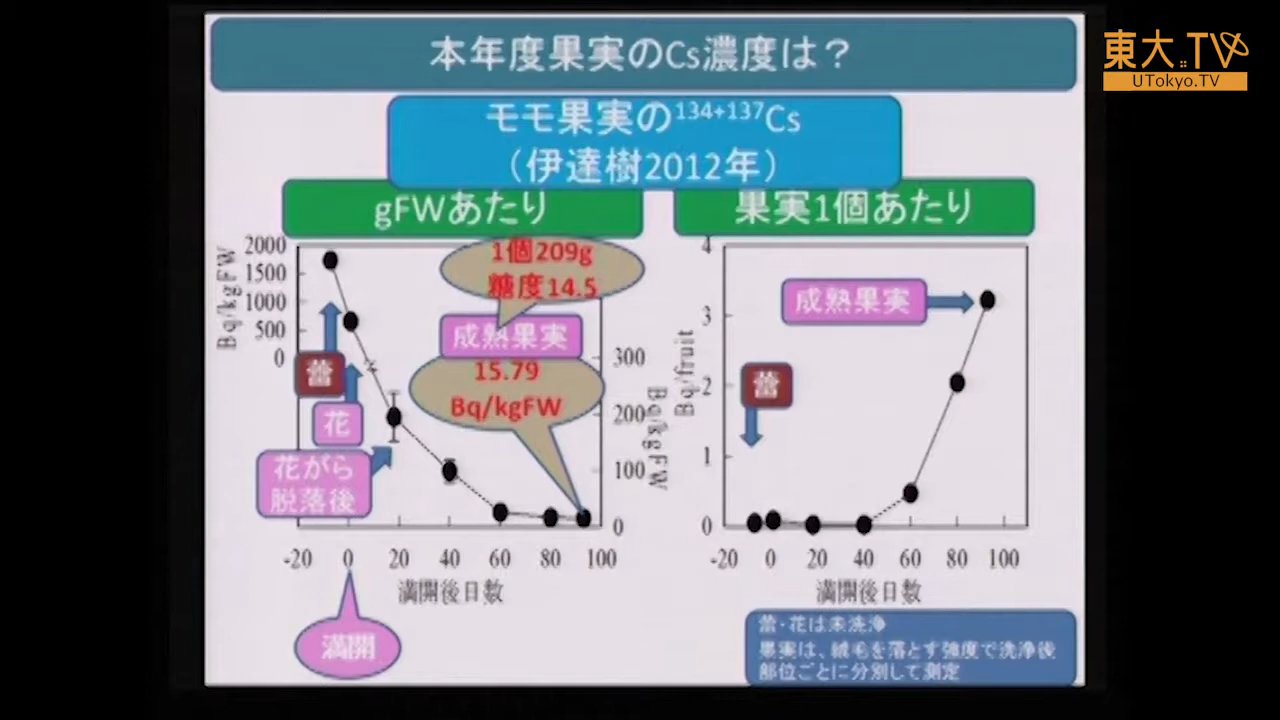 本年度果実のCs濃度は？
東大TV
UTokyo.TV
モモ果実の134+137Cs
（伊達樹2012年）
gFWあたり
果実1個あたり
Bq/kgFW
2000
1500
1000
500
0
1個209g
糖度14.5
成熟果実
15.79
Bq/kgFW
蕾
花
花がら
脱落後
300
200
100
0
Bq/kgFW
-20 0 20 40 60 80 100
満開後日数
満開
Bq/fruit
4
3
2
1
0
成熟果実
蕾
-20 0 20 40 60 80 100
満開後日数
蕾・花は未洗浄
果実は、絨毛を落とす強度で洗浄後
部位ごとに分別して測定